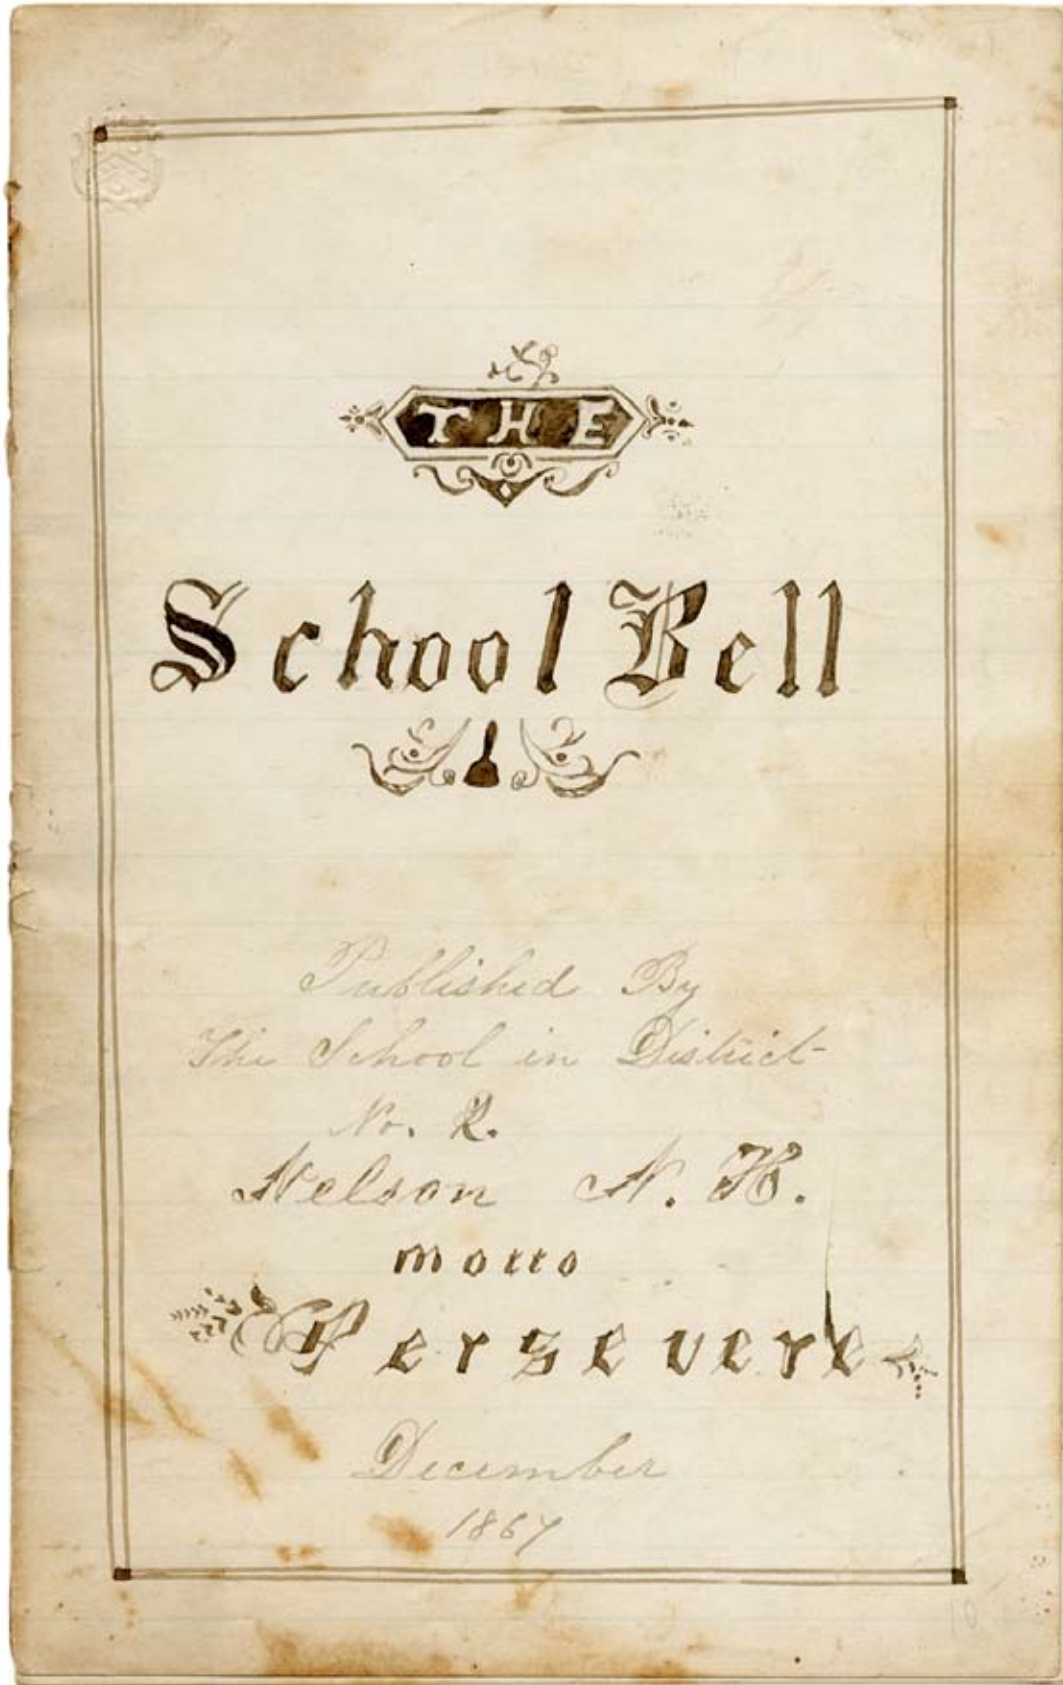 THE
School Bell
Published By
The School in District
No. 2.
Nelson N. H.
motto
Persevere
December
1867